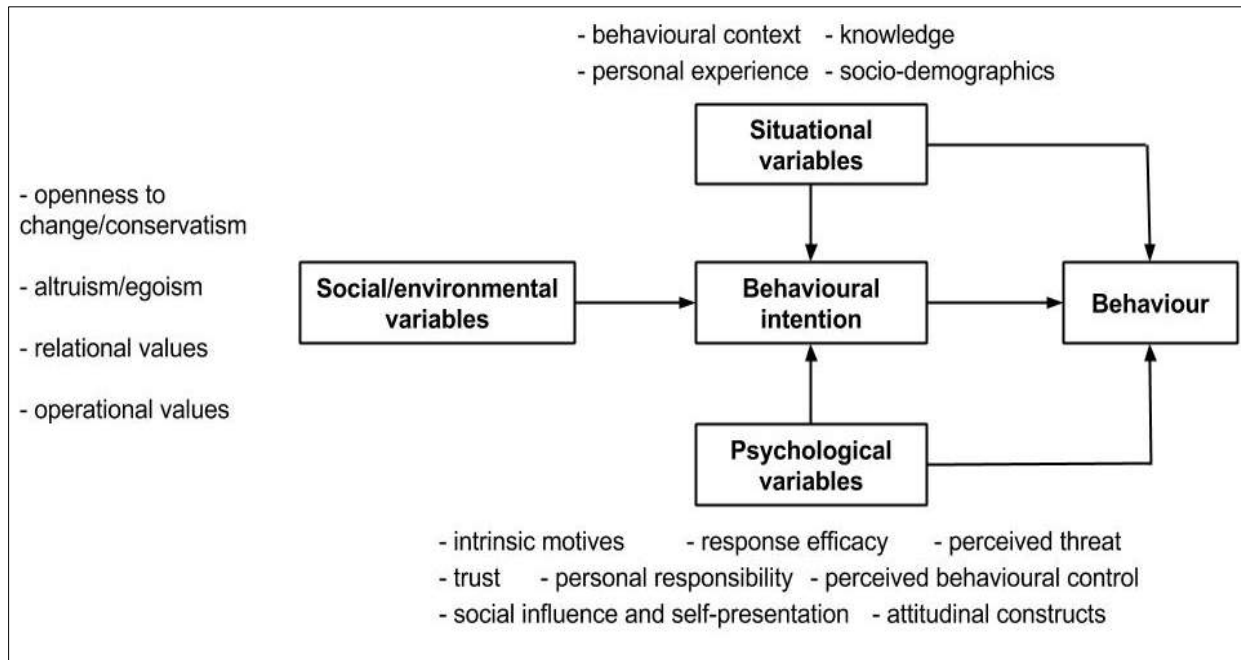 - behavioural context - knowledge
- personal experience - socio-demographics
Situational
variables
- openness to
change/conservatism
- altruism/egoism
- relational values
- operational values
Social/environmental
variables
Behavioural
intention
Behaviour
Psychological
variables
- intrinsic motives - response efficacy - perceived threat
- trust - personal responsibility - perceived behavioural control
- social influence and self-presentation - attitudinal constructs